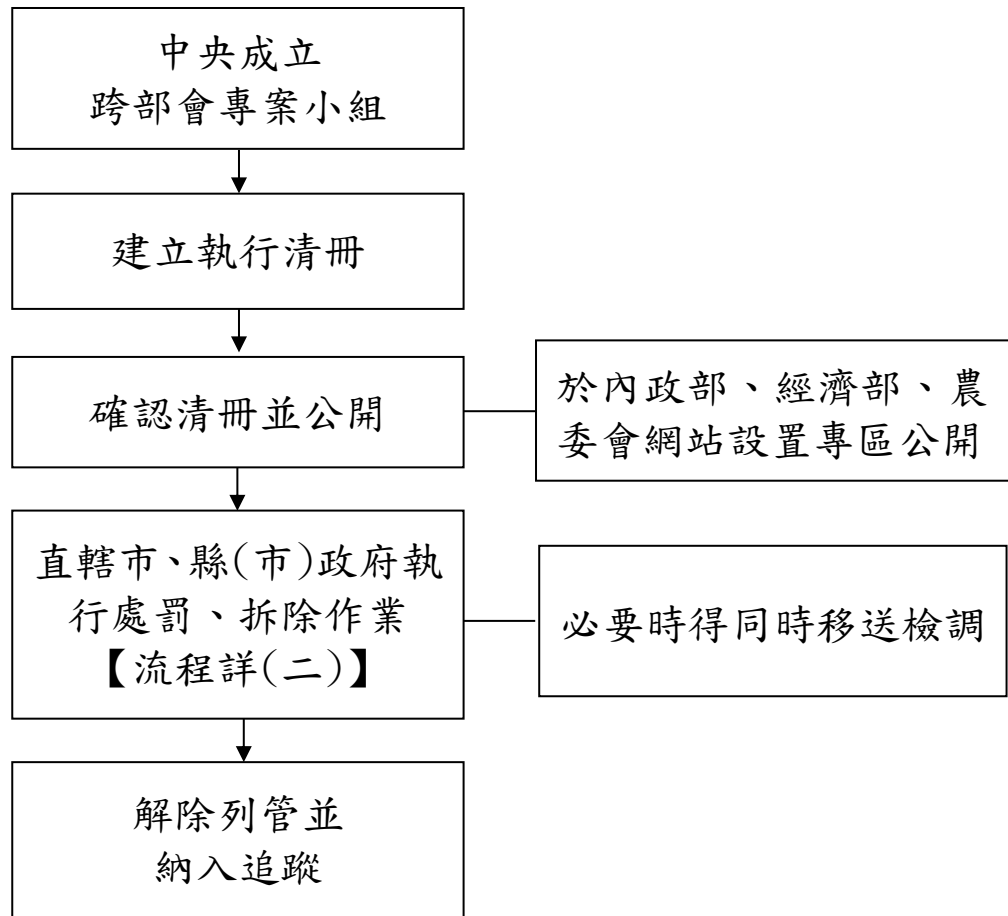 中央成立
跨部會專案小組
建立執行清冊
確認清冊並公開
於內政部、經濟部、農
委會網站設置專區公開
直轄市、縣(市)政府執
行處罰、拆除作業
【流程詳(二)】
必要時得同時移送檢調
解除列管並
納入追蹤